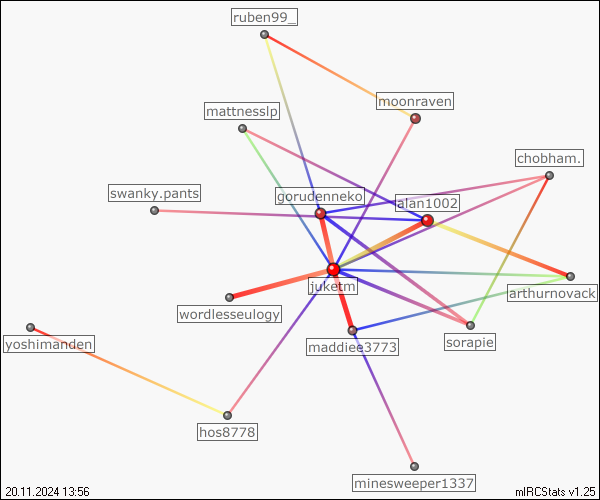 ruben99_
moonraven
mattnesslp
chobham.
swanky.pants
gorudenneko
alan1002
juketm
arthurnovack
wordlesseulogy
yoshimanden
maddiee3773
sorapie
hos8778
minesweeper1337
20.11.2024 13:56
mIRCStats v1.25